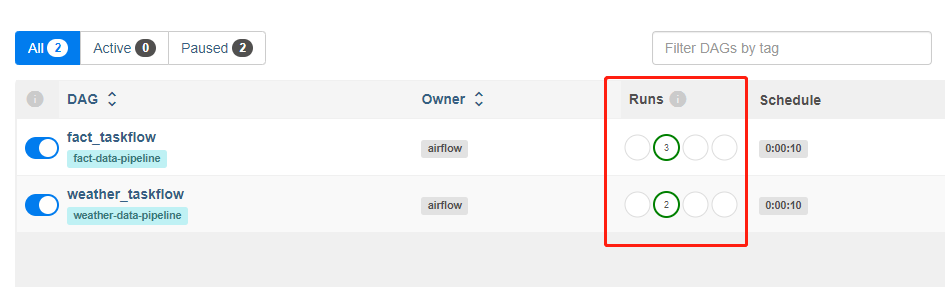 All 2 Active 0 Paused 2 Filter DAGs by tag
i DAG Owner Runs i Schedule
fact_taskflow airflow 3 0:00:10
fact-data-pipeline
weather_taskflow airflow 2 0:00:10
weather-data-pipeline